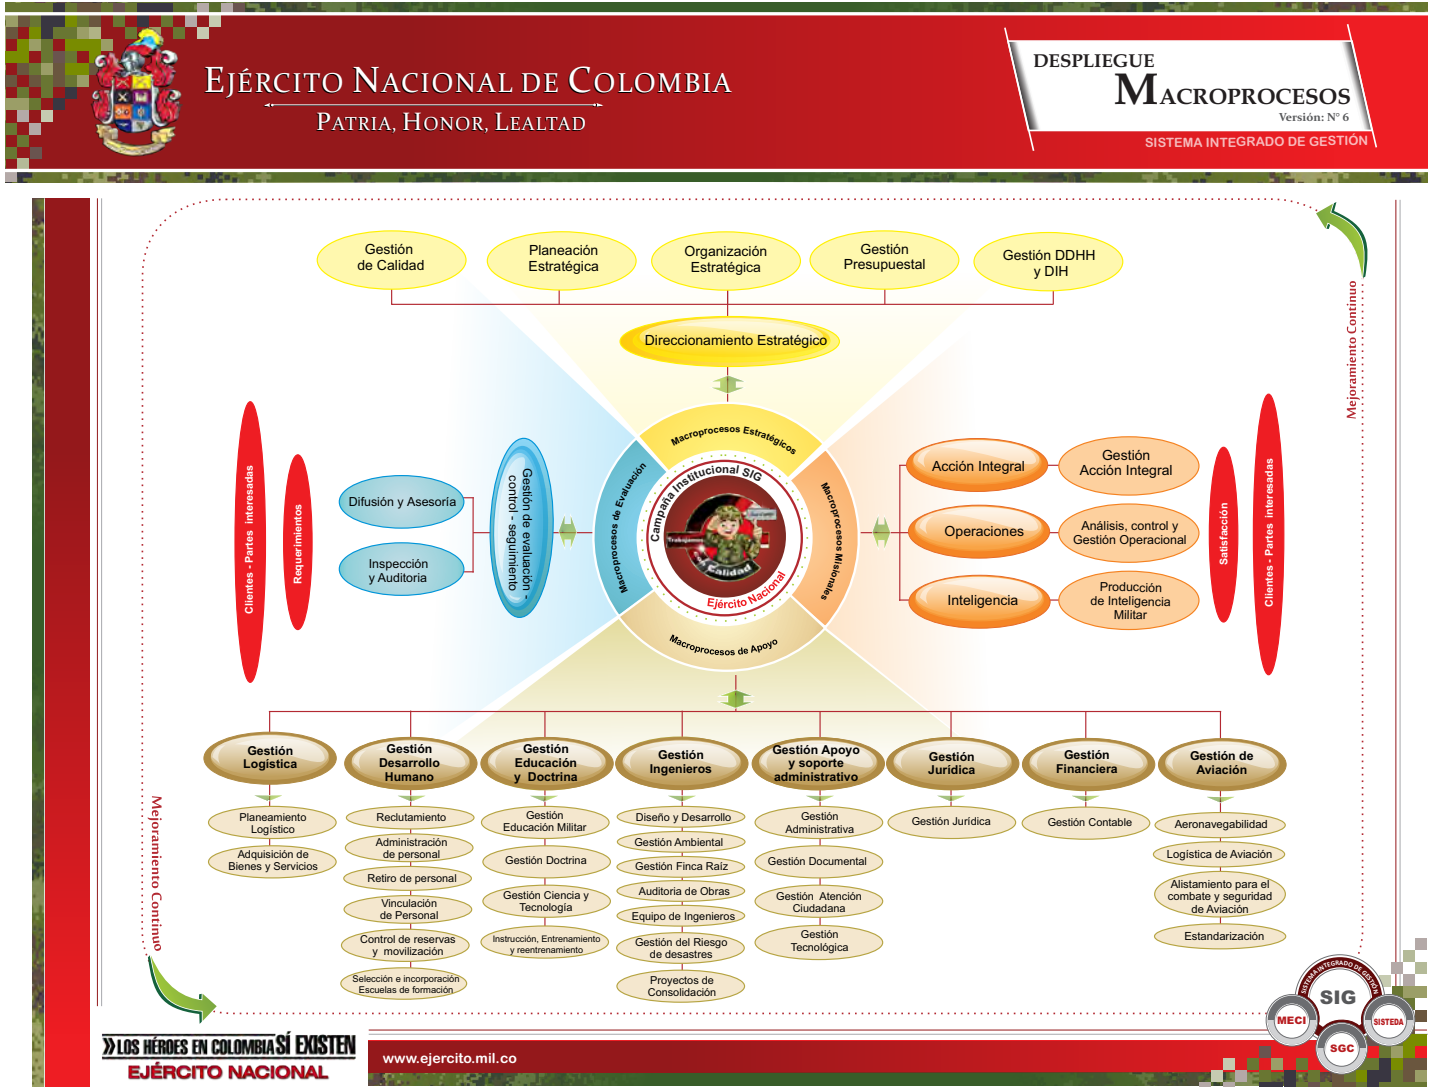 EJÉRCITO NACIONAL DE COLOMBIA
PATRIA, HONOR, LEALTAD
DESPLIEGUE
MACROPROCESOS
Versión: N° 6
SISTEMA INTEGRADO DE GESTIÓN
Gestión
de Calidad
Planeación
Estratégica
Organización
Estratégica
Gestión
Presupuestal
Gestión DDHH
y DIH
Direccionamiento Estratégico
Mejoramiento Continuo
Macroprocesos Estratégicos
Macroprocesos de Evaluación
Macroprocesos Misionales
Macroprocesos de Apoyo
Campaña Institucional SIG
Ejército Nacional
Trabajamos
Calidad
Clientes - Partes interesadas
Requerimientos
Difusión y Asesoría
Inspección
y Auditoria
Gestión de evaluación -
control - seguimiento
Acción Integral
Gestión
Acción Integral
Operaciones
Análisis, control y
Gestión Operacional
Inteligencia
Producción
de Inteligencia
Militar
Satisfacción
Clientes - Partes Interesadas
Gestión
Logística
Planeamiento
Logístico
Adquisición de
Bienes y Servicios
Gestión
Desarrollo
Humano
Reclutamiento
Administración
de personal
Retiro de personal
Vinculación
de Personal
Control de reservas
y movilización
Selección e incorporación
Escuelas de formación
Gestión
Educación
y Doctrina
Gestión
Educación Militar
Gestión Doctrina
Gestión Ciencia y
Tecnología
Instrucción, Entrenamiento
y reentrenamiento
Gestión
Ingenieros
Diseño y Desarrollo
Gestión Ambiental
Gestión Finca Raíz
Auditoria de Obras
Equipo de Ingenieros
Gestión del Riesgo
de desastres
Proyectos de
Consolidación
Gestión Apoyo
y soporte
administrativo
Gestión
Administrativa
Gestión Documental
Gestión Atención
Ciudadana
Gestión
Tecnológica
Gestión
Jurídica
Gestión Jurídica
Gestión
Financiera
Gestión Contable
Gestión de
Aviación
Aeronavegabilidad
Logística de Aviación
Alistamiento para el
combate y seguridad
de Aviación
Estandarización
Mejoramiento Continuo
LOS HÉROES EN COLOMBIA SÍ EXISTEN
EJÉRCITO NACIONAL
www.ejercito.mil.co
SISTEMA INTEGRADO DE GESTIÓN
SIG
MECI
SGC
SISTEDA